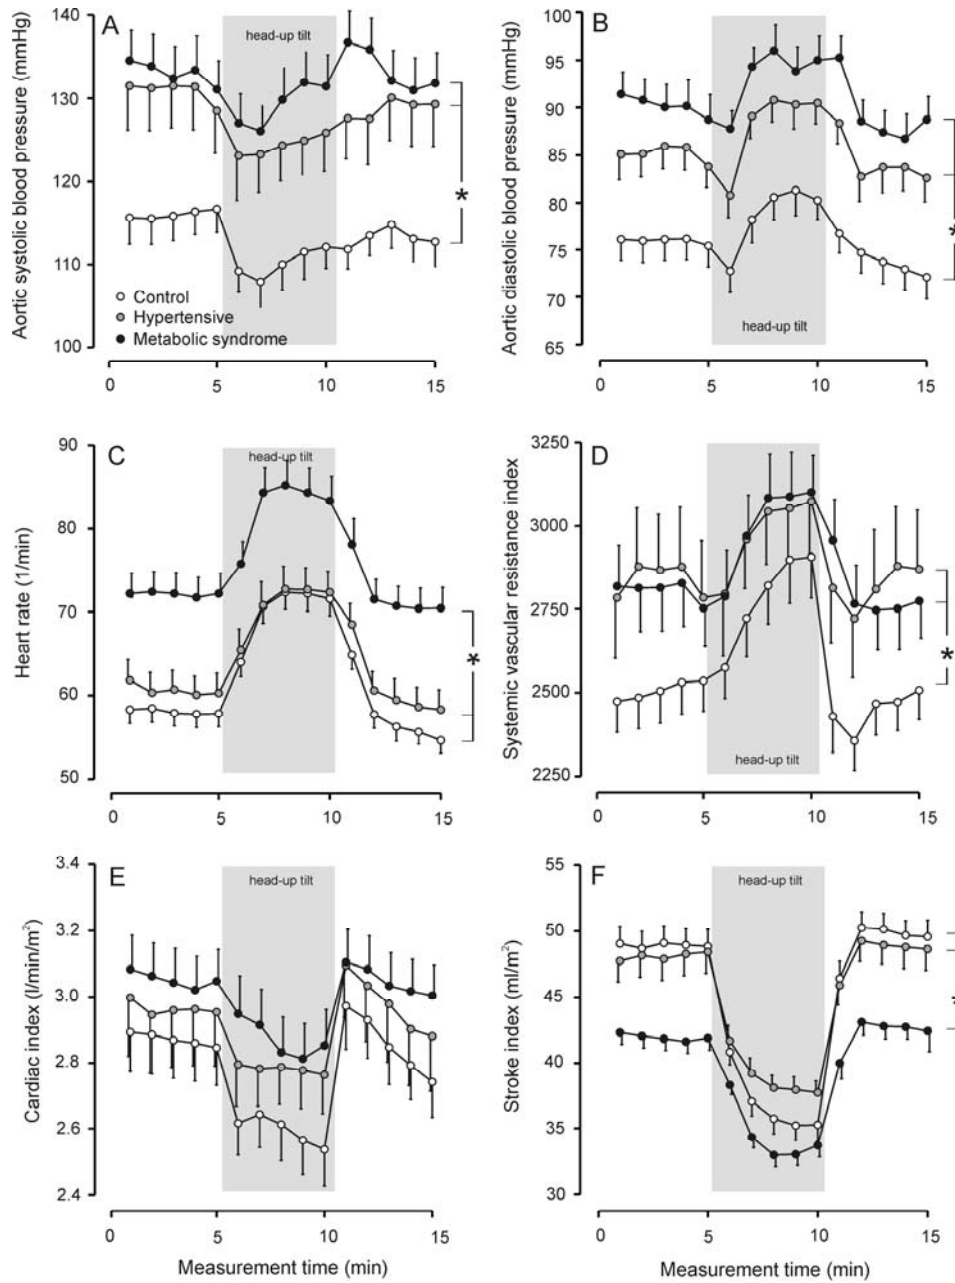 A
head-up tilt
Aortic systolic blood pressure (mmHg)
140
130
120
110
100
Control
Hypertensive
Metabolic syndrome
*
0 5 10 15
B
Aortic diastolic blood pressure (mmHg)
100
95
90
85
80
75
70
65
head-up tilt
*
0 5 10 15
C
head-up tilt
Heart rate (1/min)
90
80
70
60
50
*
0 5 10 15
D
Systemic vascular resistance index
3250
3000
2750
2500
2250
head-up tilt
*
0 5 10 15
E
head-up tilt
Cardiac index (l/min/m²)
3.4
3.2
3.0
2.8
2.6
2.4
0 5 10 15
Measurement time (min)
F
head-up tilt
Stroke index (ml/m²)
55
50
45
40
35
30
*
0 5 10 15
Measurement time (min)